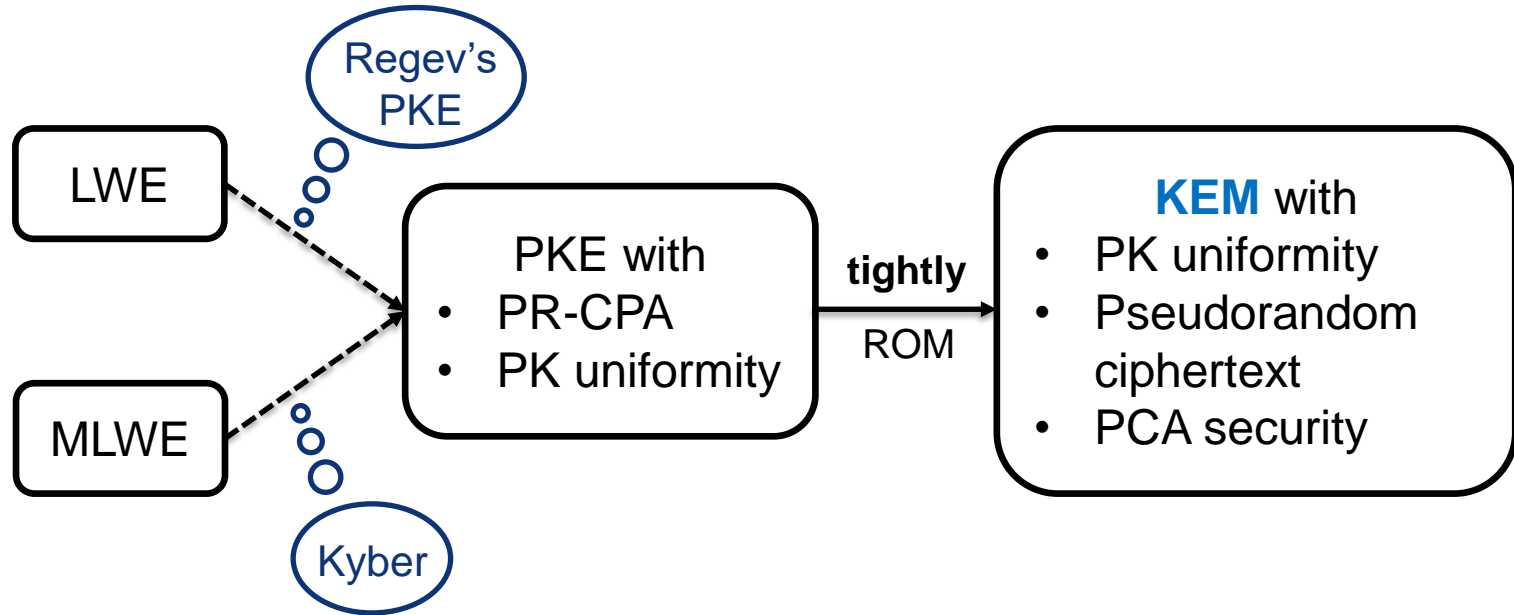 Regev’s
PKE
LWE
MLWE
Kyber
PKE with
• PR-CPA
• PK uniformity
tightly
ROM
KEM with
• PK uniformity
• Pseudorandom
ciphertext
• PCA security